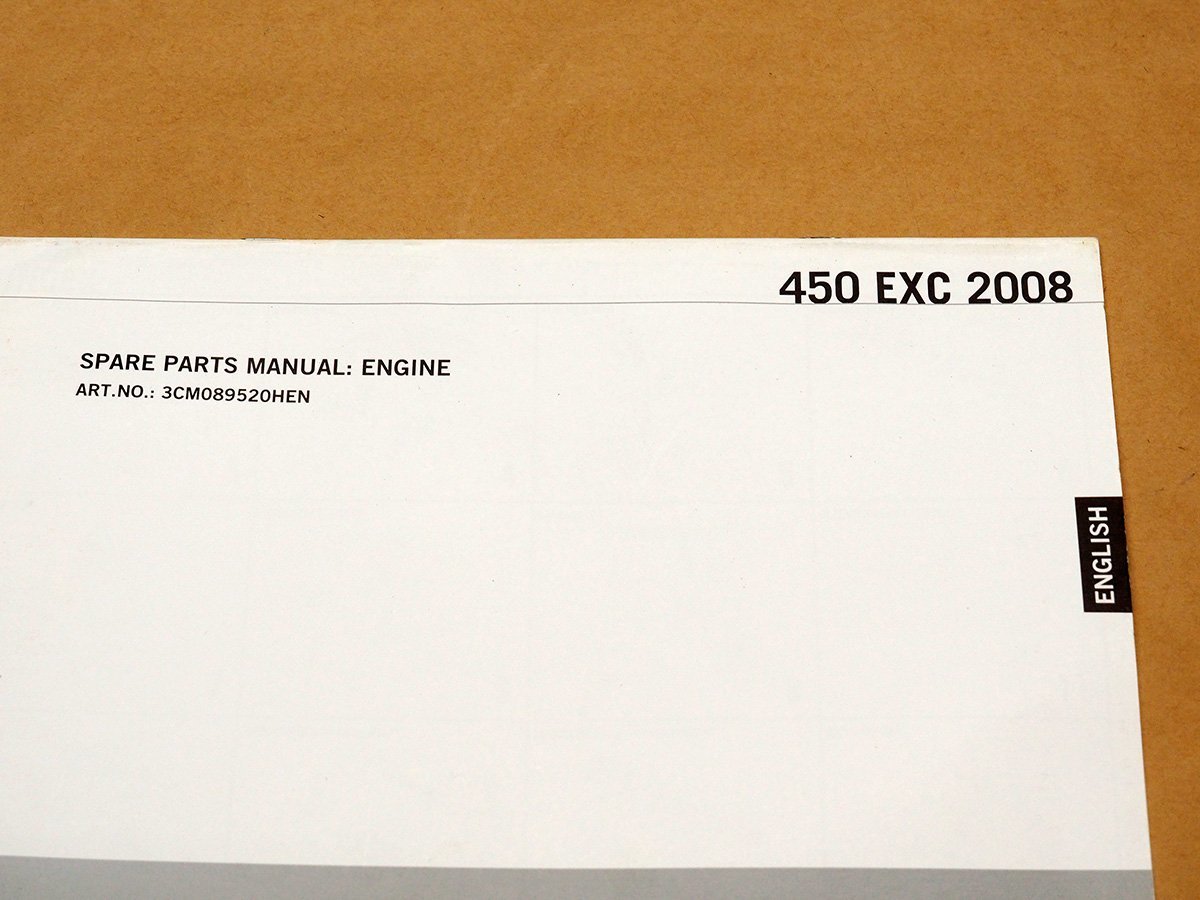 450 EXC 2008
SPARE PARTS MANUAL: ENGINE
ART.NO.: 3CM089520HEN
ENGLISH